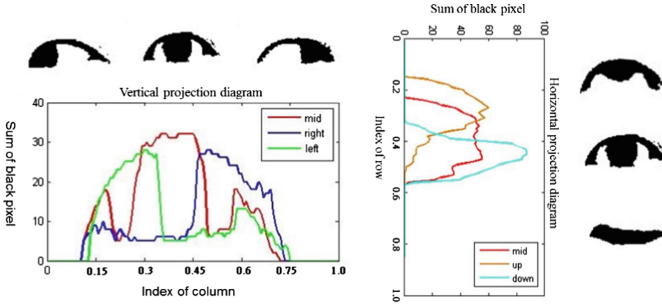 Vertical projection diagram
Sum of black pixel
40
30
20
10
0
mid
right
left
0
0.15
0.3
0.45
0.6
0.75
1.0
Index of column
Sum of black pixel
0 20 40 60 80 100
0.0
0.2
0.4
0.6
0.8
1.0
Index of row
Horizontal projection diagram
mid
up
down